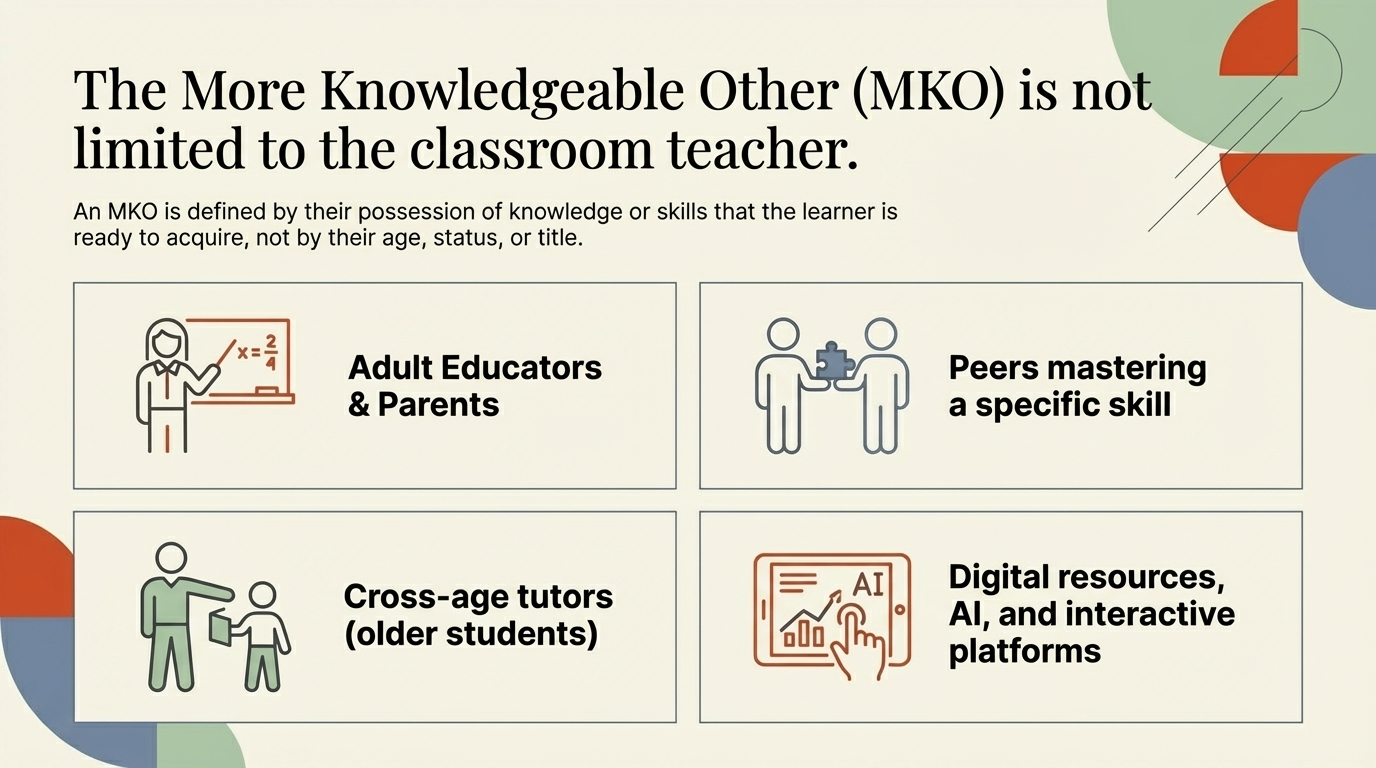 The More Knowledgeable Other (MKO) is not
limited to the classroom teacher.
An MKO is defined by their possession of knowledge or skills that the learner is
ready to acquire, not by their age, status, or title.
x = 2/4
Adult Educators
& Parents
Peers mastering
a specific skill
Cross-age tutors
(older students)
AI
Digital resources,
AI, and interactive
platforms